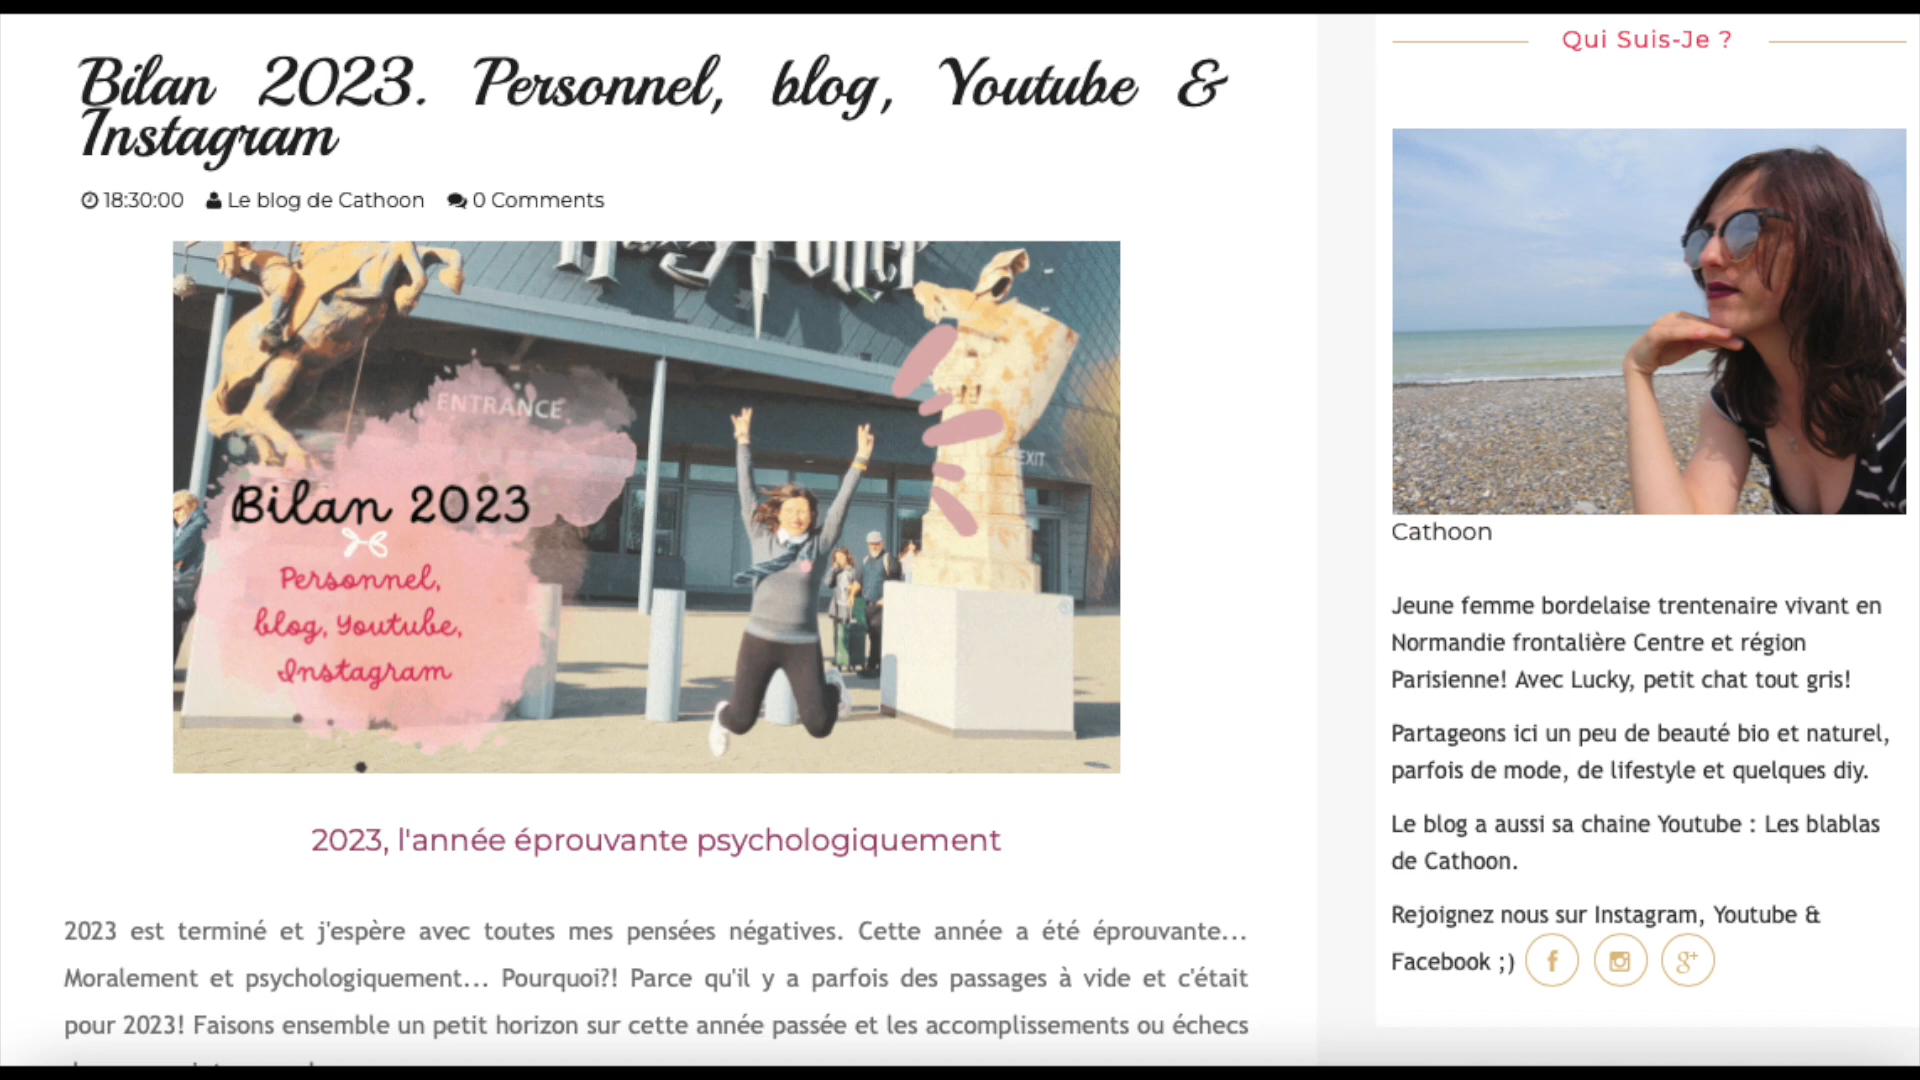 Bilan 2023. Personnel, blog, Youtube &
Instagram
18:30:00 Le blog de Cathoon 0 Comments
ENTRANCE
EXIT
Bilan 2023
Personnel,
blog, Youtube,
Instagram
2023, l'année éprouvante psychologiquement
2023 est terminé et j'espère avec toutes mes pensées négatives. Cette année a été éprouvante...
Moralement et psychologiquement... Pourquoi?! Parce qu'il y a parfois des passages à vide et c'était
pour 2023! Faisons ensemble un petit horizon sur cette année passée et les accomplissements ou échecs
Qui Suis-Je ?
Cathoon
Jeune femme bordelaise trentenaire vivant en
Normandie frontalière Centre et région
Parisienne! Avec Lucky, petit chat tout gris!
Partageons ici un peu de beauté bio et naturel,
parfois de mode, de lifestyle et quelques diy.
Le blog a aussi sa chaine Youtube : Les blablas
de Cathoon.
Rejoignez nous sur Instagram, Youtube &
Facebook ;)